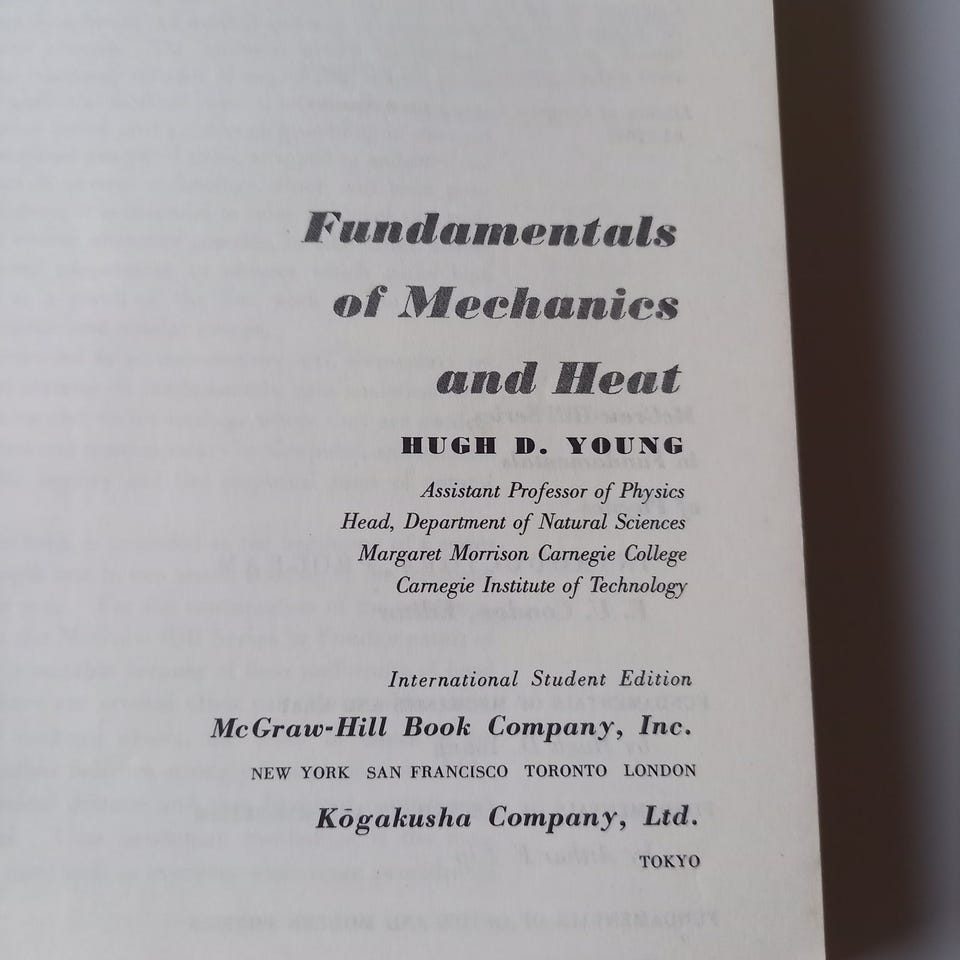 Fundamentals
of Mechanics
and Heat
HUGH D. YOUNG
Assistant Professor of Physics
Head, Department of Natural Sciences
Margaret Morrison Carnegie College
Carnegie Institute of Technology
International Student Edition
McGraw-Hill Book Company, Inc.
NEW YORK SAN FRANCISCO TORONTO LONDON
Kōgakusha Company, Ltd.
TOKYO